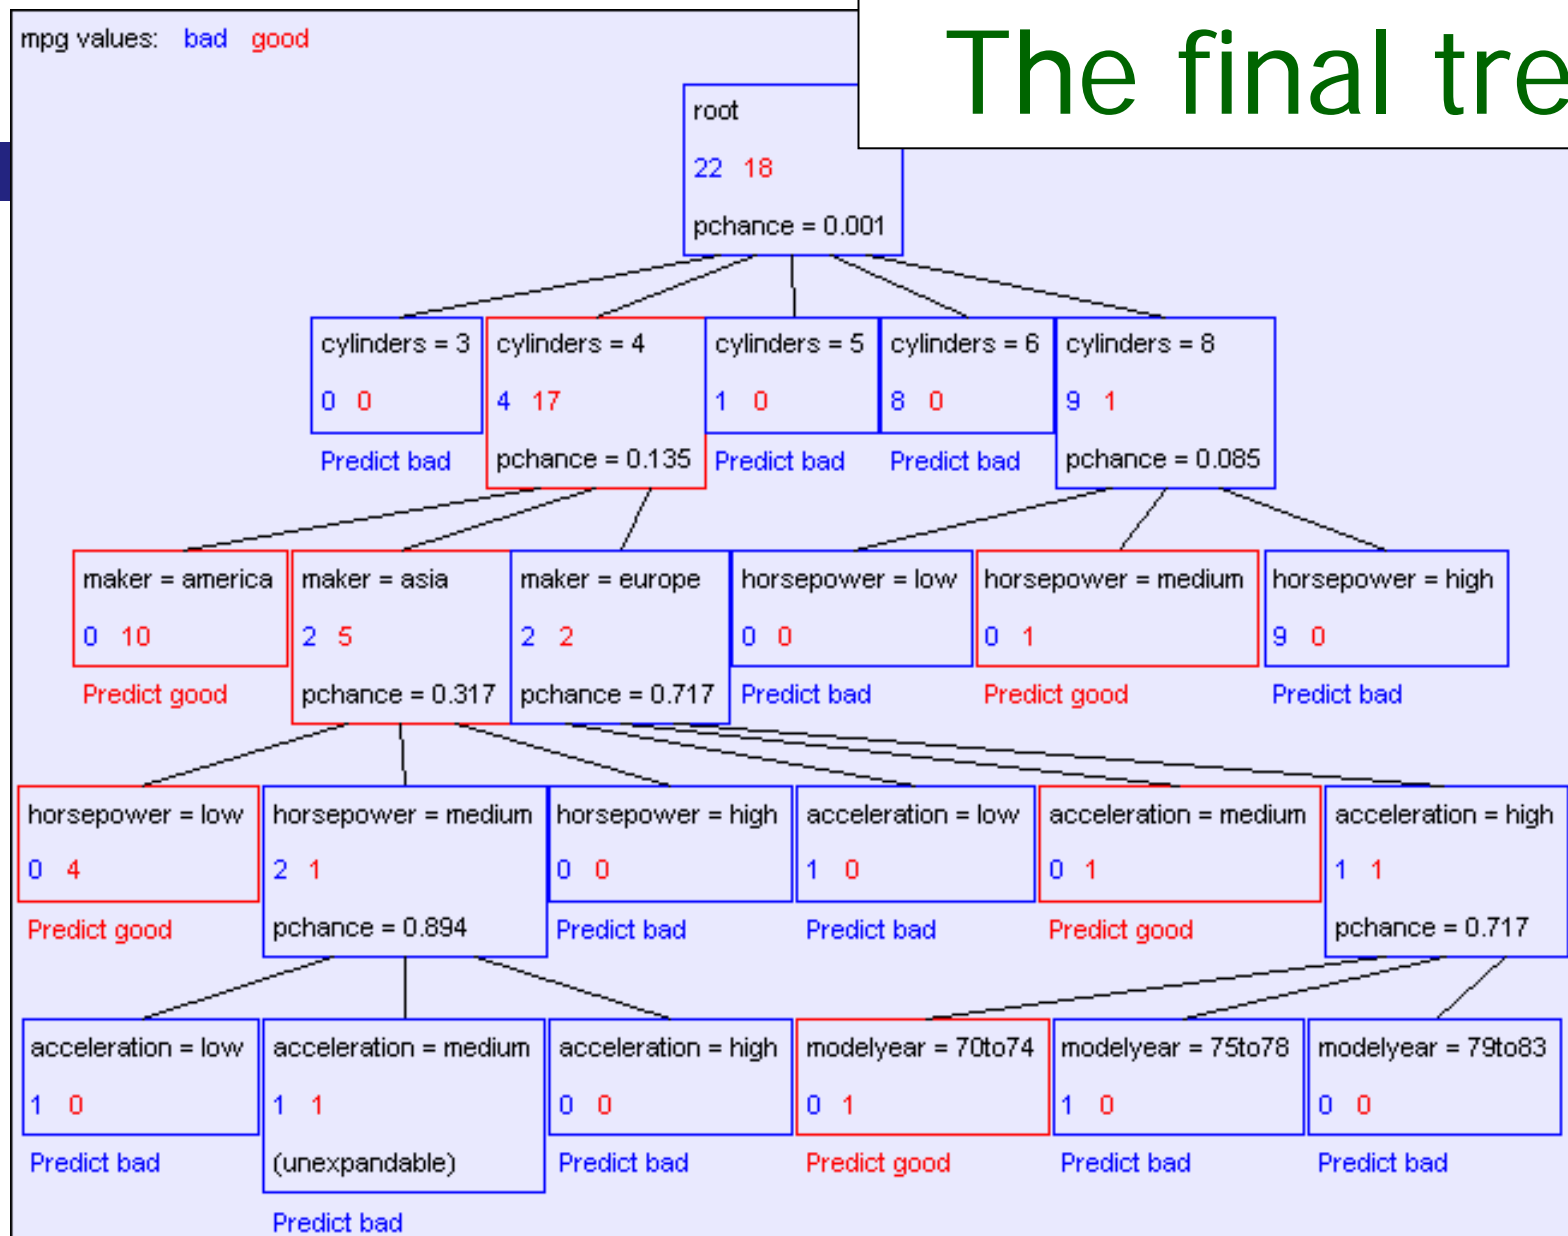 The final tre
mpg values: bad good
root
22 18
pchance = 0.001
cylinders = 3
0 0
Predict bad
cylinders = 4
4 17
pchance = 0.135
cylinders = 5
1 0
Predict bad
cylinders = 6
8 0
Predict bad
cylinders = 8
9 1
pchance = 0.085
maker = america
0 10
Predict good
maker = asia
2 5
pchance = 0.317
maker = europe
2 2
pchance = 0.717
horsepower = low
0 0
Predict bad
horsepower = medium
0 1
Predict good
horsepower = high
9 0
Predict bad
horsepower = low
0 4
Predict good
horsepower = medium
2 1
pchance = 0.894
horsepower = high
0 0
Predict bad
acceleration = low
1 0
Predict bad
acceleration = medium
0 1
Predict good
acceleration = high
1 1
pchance = 0.717
acceleration = low
1 0
Predict bad
acceleration = medium
1 1
(unexpandable)
Predict bad
acceleration = high
0 0
Predict bad
modelyear = 70to74
0 1
Predict good
modelyear = 75to78
1 0
Predict bad
modelyear = 79to83
0 0
Predict bad